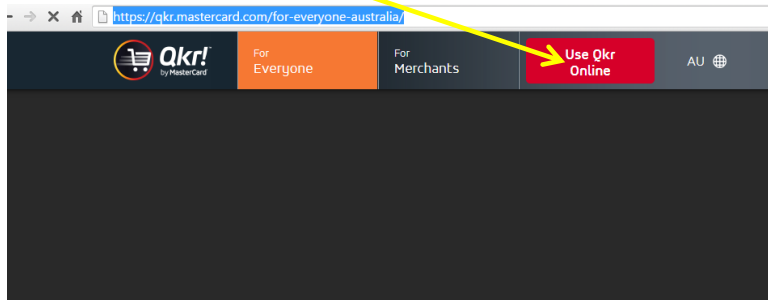 https://qkr.mastercard.com/for-everyone-australia/
Qkr!
by MasterCard
For
Everyone
For
Merchants
Use Qkr
Online
AU